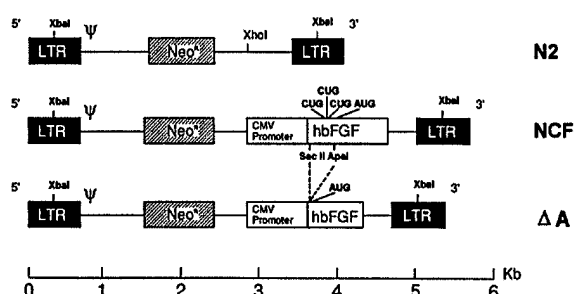 5' XbaI Ψ XhoI XbaI 3'
LTR Neoᴿ LTR N2
CUG
CUG CUG AUG
5' XbaI Ψ XbaI 3'
LTR Neoᴿ CMV Promoter hbFGF LTR NCF
Sec II ApaI
5' XbaI Ψ AUG XbaI 3'
LTR Neoᴿ CMV Promoter hbFGF LTR Δ A
0 1 2 3 4 5 6 Kb